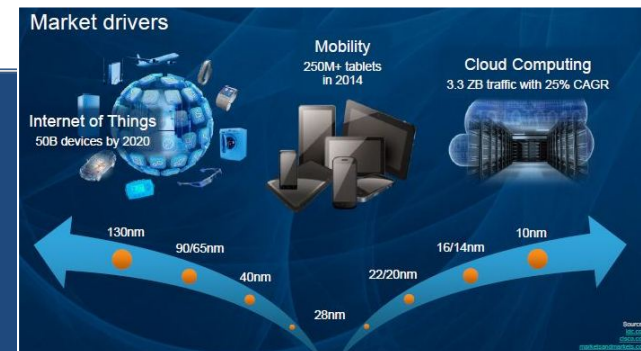 Market drivers
Mobility
250M+ tablets
in 2014
Cloud Computing
3.3 ZB traffic with 25% CAGR
Internet of Things
50B devices by 2020
130nm
90/65nm
40nm
28nm
22/20nm
16/14nm
10nm